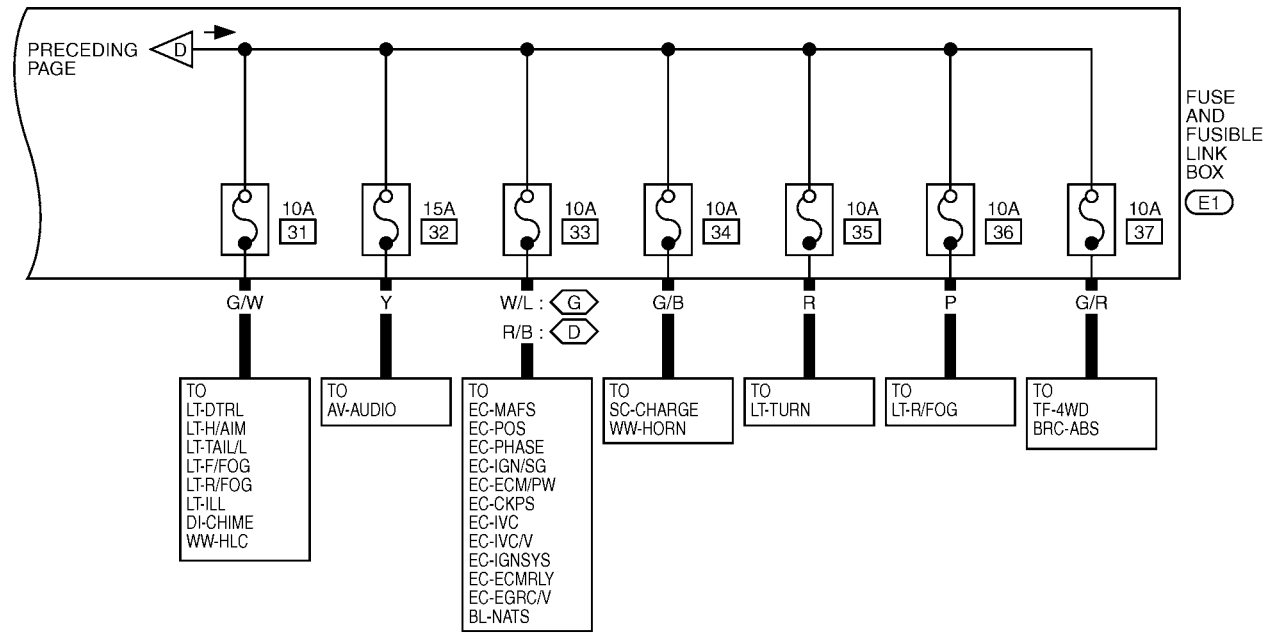 PRECEDING
PAGE
D
FUSE
AND
FUSIBLE
LINK
BOX
E1
10A
31
15A
32
10A
33
10A
34
10A
35
10A
36
10A
37
G/W
Y
W/L : G
R/B : D
G/B
R
P
G/R
TO
LT-DTRL
LT-H/AIM
LT-TAIL/L
LT-F/FOG
LT-R/FOG
LT-ILL
DI-CHIME
WW-HLC
TO
AV-AUDIO
TO
EC-MAFS
EC-POS
EC-PHASE
EC-IGN/SG
EC-ECM/PW
EC-CKPS
EC-IVC
EC-IVC/V
EC-IGNSYS
EC-ECMRLY
EC-EGRC/V
BL-NATS
TO
SC-CHARGE
WW-HORN
TO
LT-TURN
TO
LT-R/FOG
TO
TF-4WD
BRC-ABS